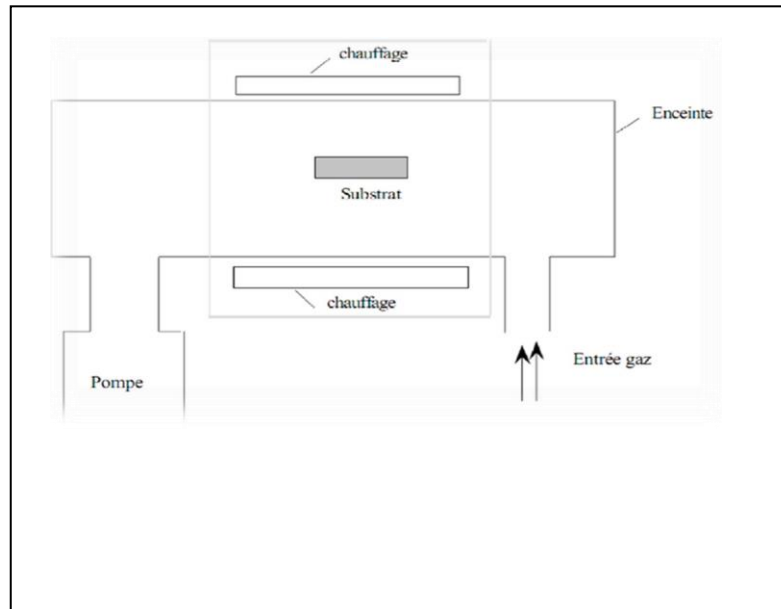 chauffage
Enceinte
Substrat
chauffage
Entrée gaz
Pompe